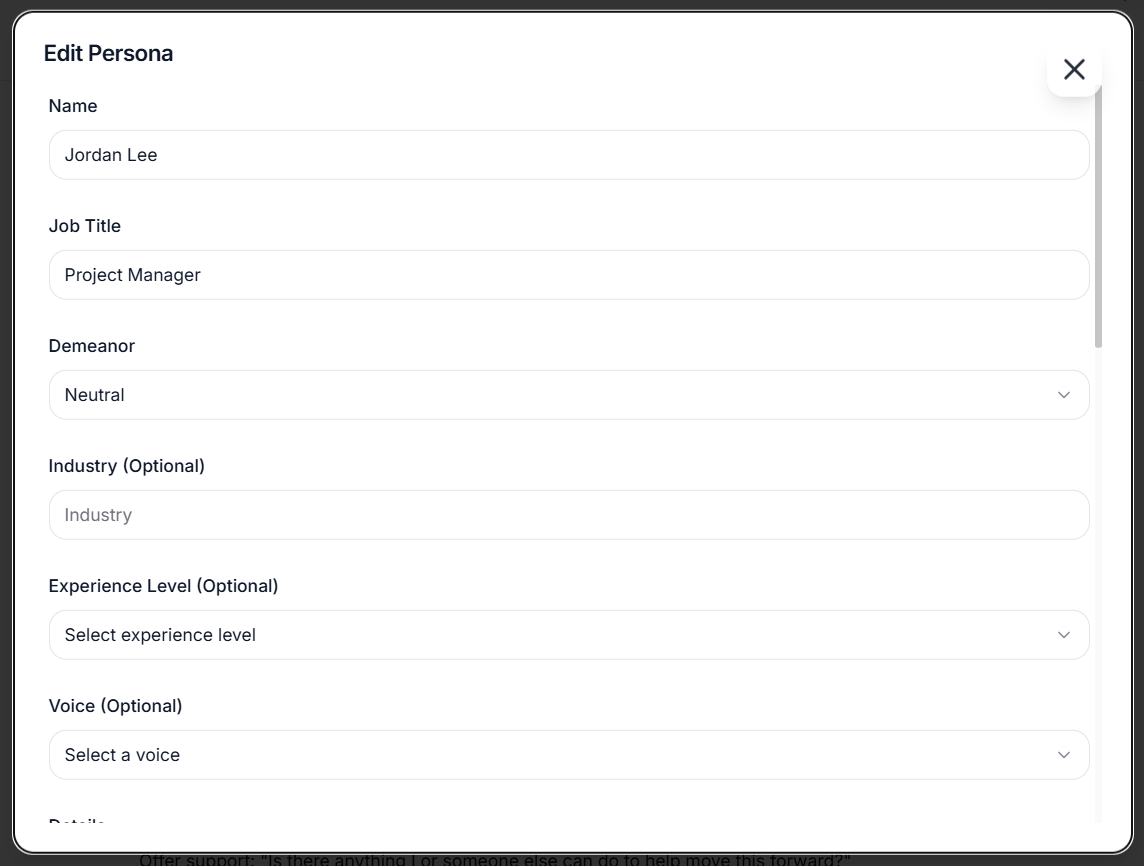 Edit Persona
Name
Jordan Lee
Job Title
Project Manager
Demeanor
Neutral
Industry (Optional)
Industry
Experience Level (Optional)
Select experience level
Voice (Optional)
Select a voice
Details
Offer support: "Is there anything I or someone else can do to help move this forward?"